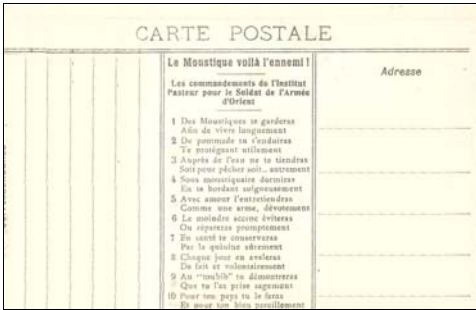 CARTE POSTALE
Le Moustique voilà l'ennemi !
Les commandements de l'Institut
Pasteur pour le Soldat de l'Armée
d'Orient
1 Des Moustiques te garderas
Afin de vivre longuement
2 De pommade tu t'enduiras
Te protégeant utilement
3 Auprès de l'eau ne te tiendras
Soit pour pêcher soit... autrement
4 Sous moustiquaire dormiras
En te bordant soigneusement
5 Avec amour l'entretiendras
Comme une arme, dévotement
6 Le moindre accroc éviteras
Ou répareras promptement
7 En santé te conserveras
Par la quinine sûrement
8 Chaque jour en avaleras
De fait et volontairement
9 Au "toubib" tu démontreras
Que tu l'as prise sagement
10 Pour ton pays tu le feras
Et pour ton bien pareillement
Adresse